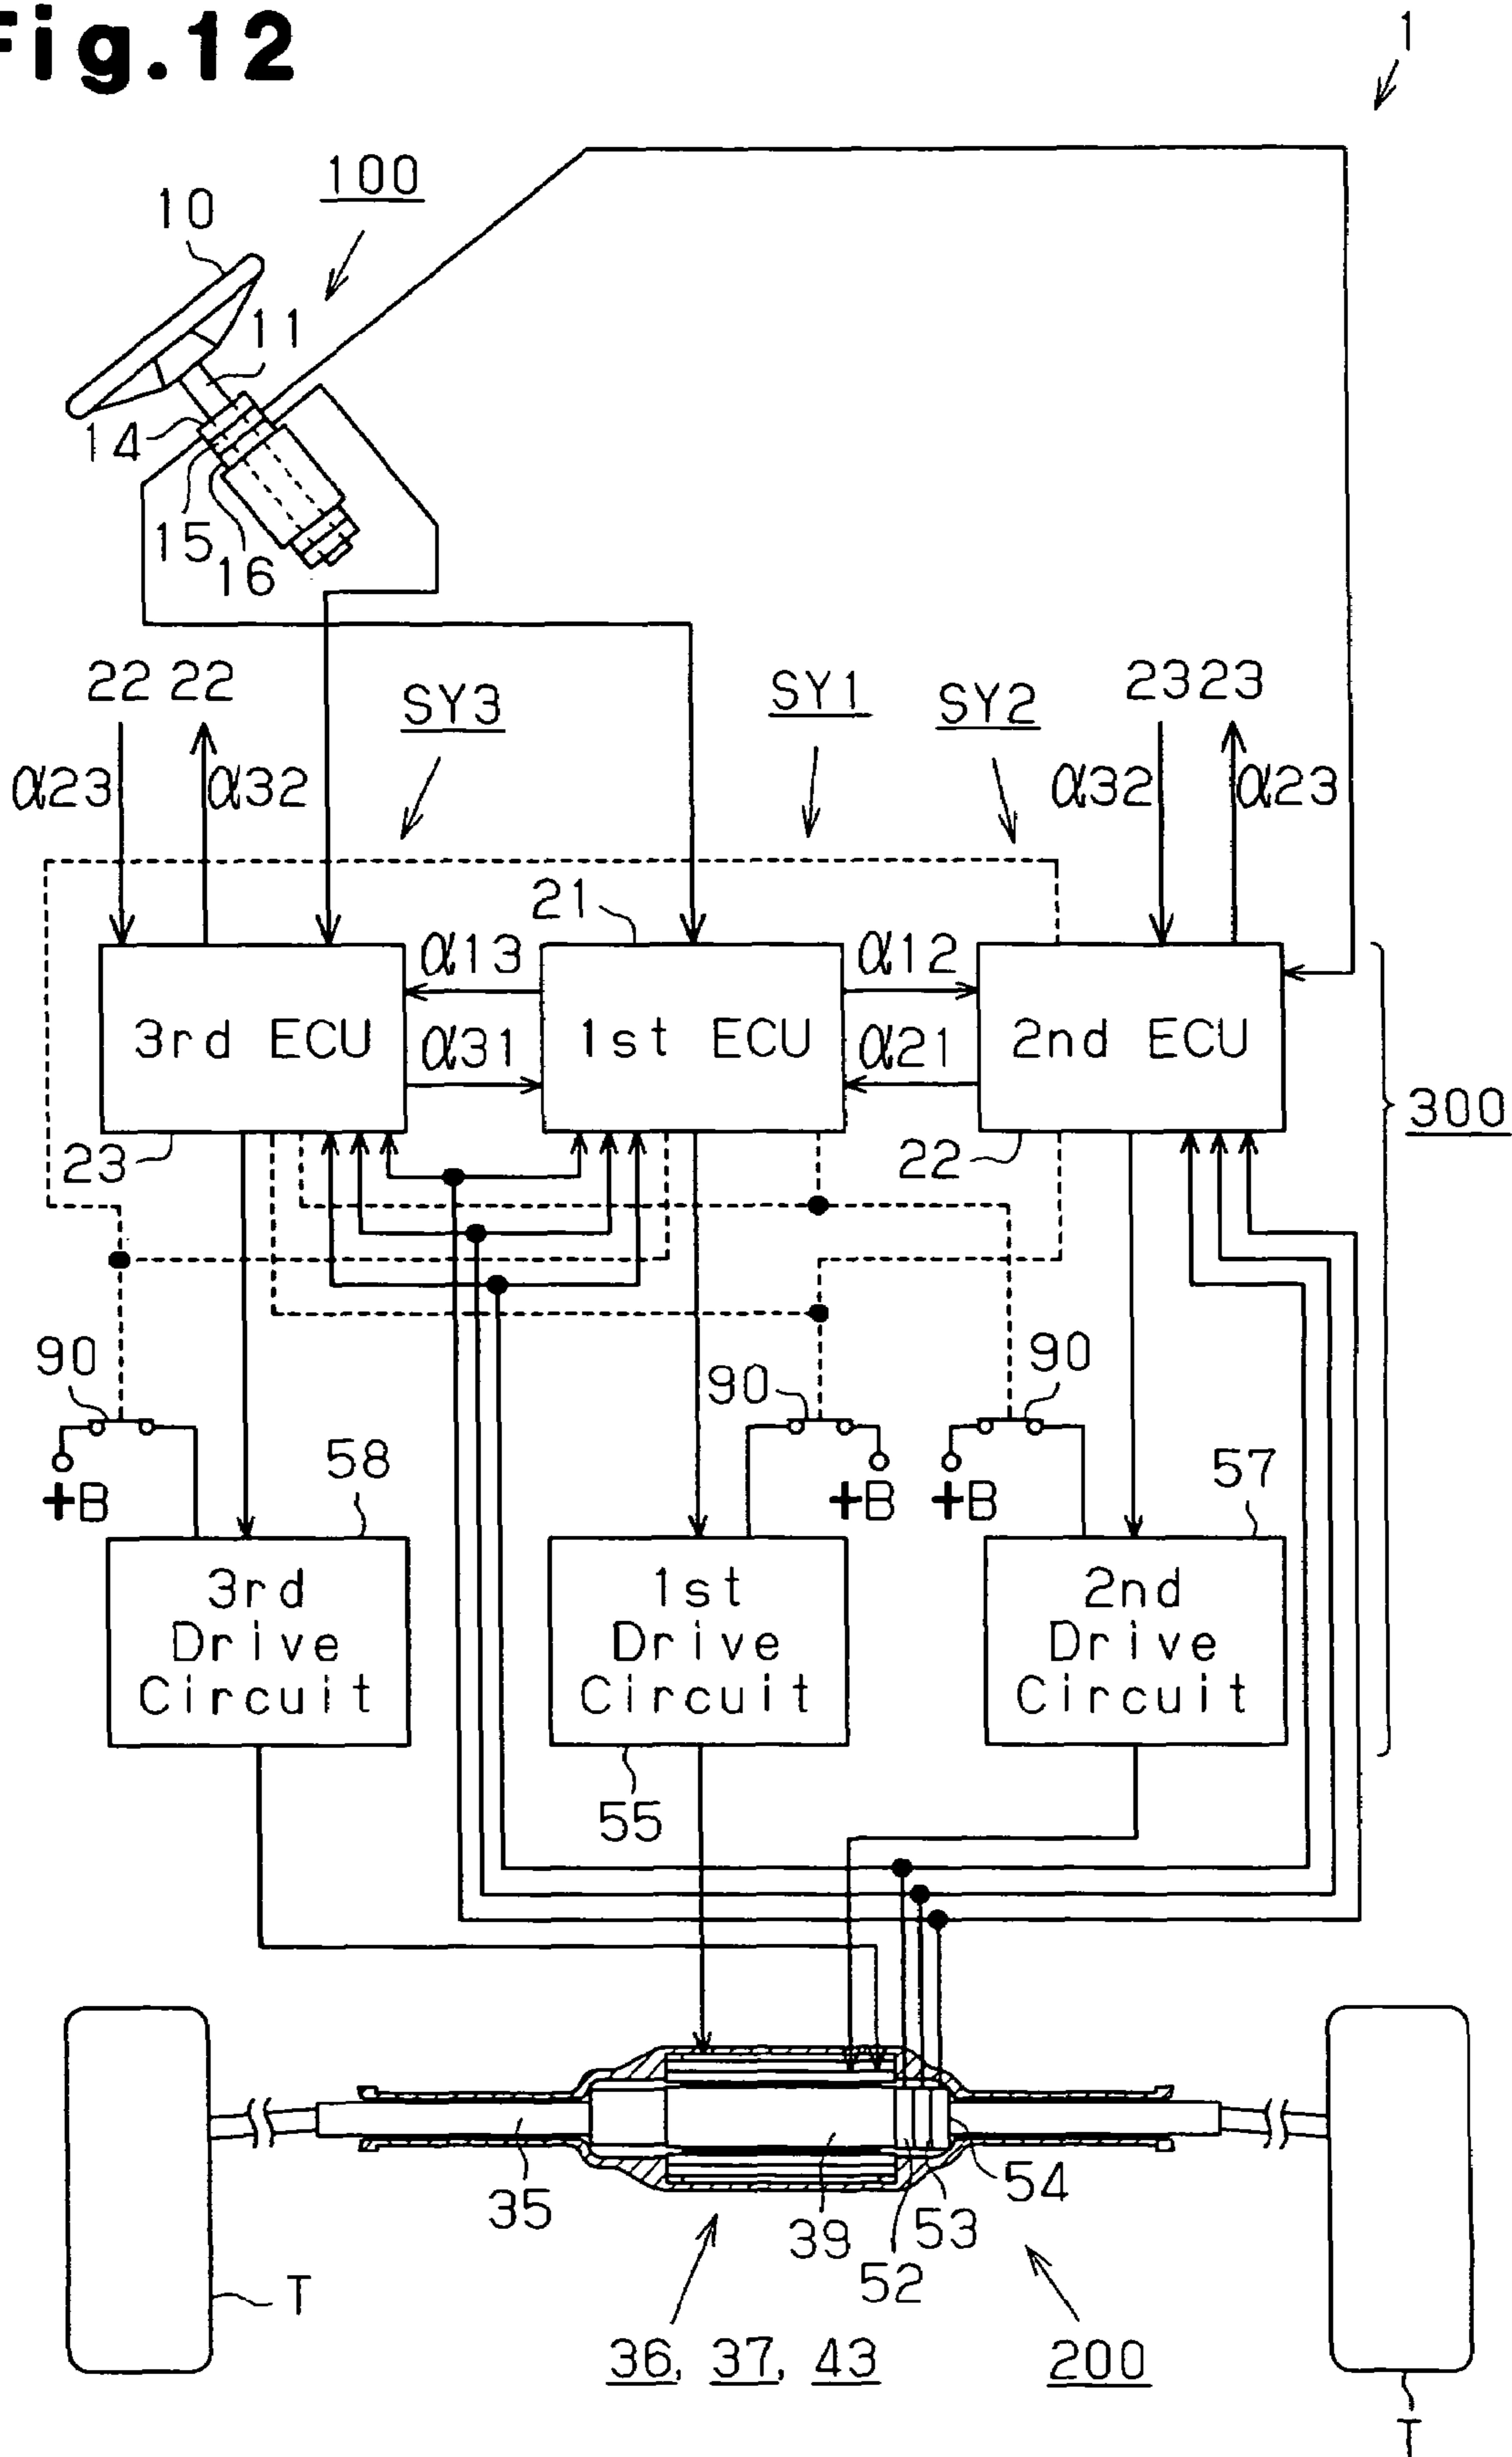 Fig.12
1
100
10
11
14
15
16
22 22
SY3
SY1
SY2
23 23
α23
α32
α32
α23
21
α13
α12
3rd ECU
1st ECU
2nd ECU
α31
α21
300
23
22
90
90
90
58
57
+B
+B
+B
3rd
Drive
Circuit
1st
Drive
Circuit
2nd
Drive
Circuit
55
35
39
53
54
52
T
36, 37, 43
200
T